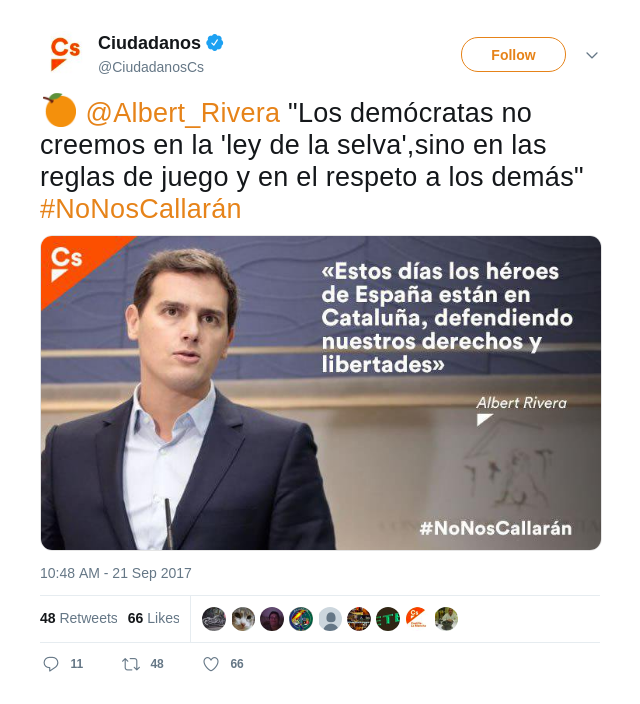 Cs
Ciudadanos
@CiudadanosCs
Follow
@Albert_Rivera "Los demócratas no
creemos en la 'ley de la selva',sino en las
reglas de juego y en el respeto a los demás"
#NoNosCallarán
Cs
«Estos días los héroes
de España están en
Cataluña, defendiendo
nuestros derechos y
libertades»
Albert Rivera
#NoNosCallarán
10:48 AM - 21 Sep 2017
48 Retweets 66 Likes
11 48 66